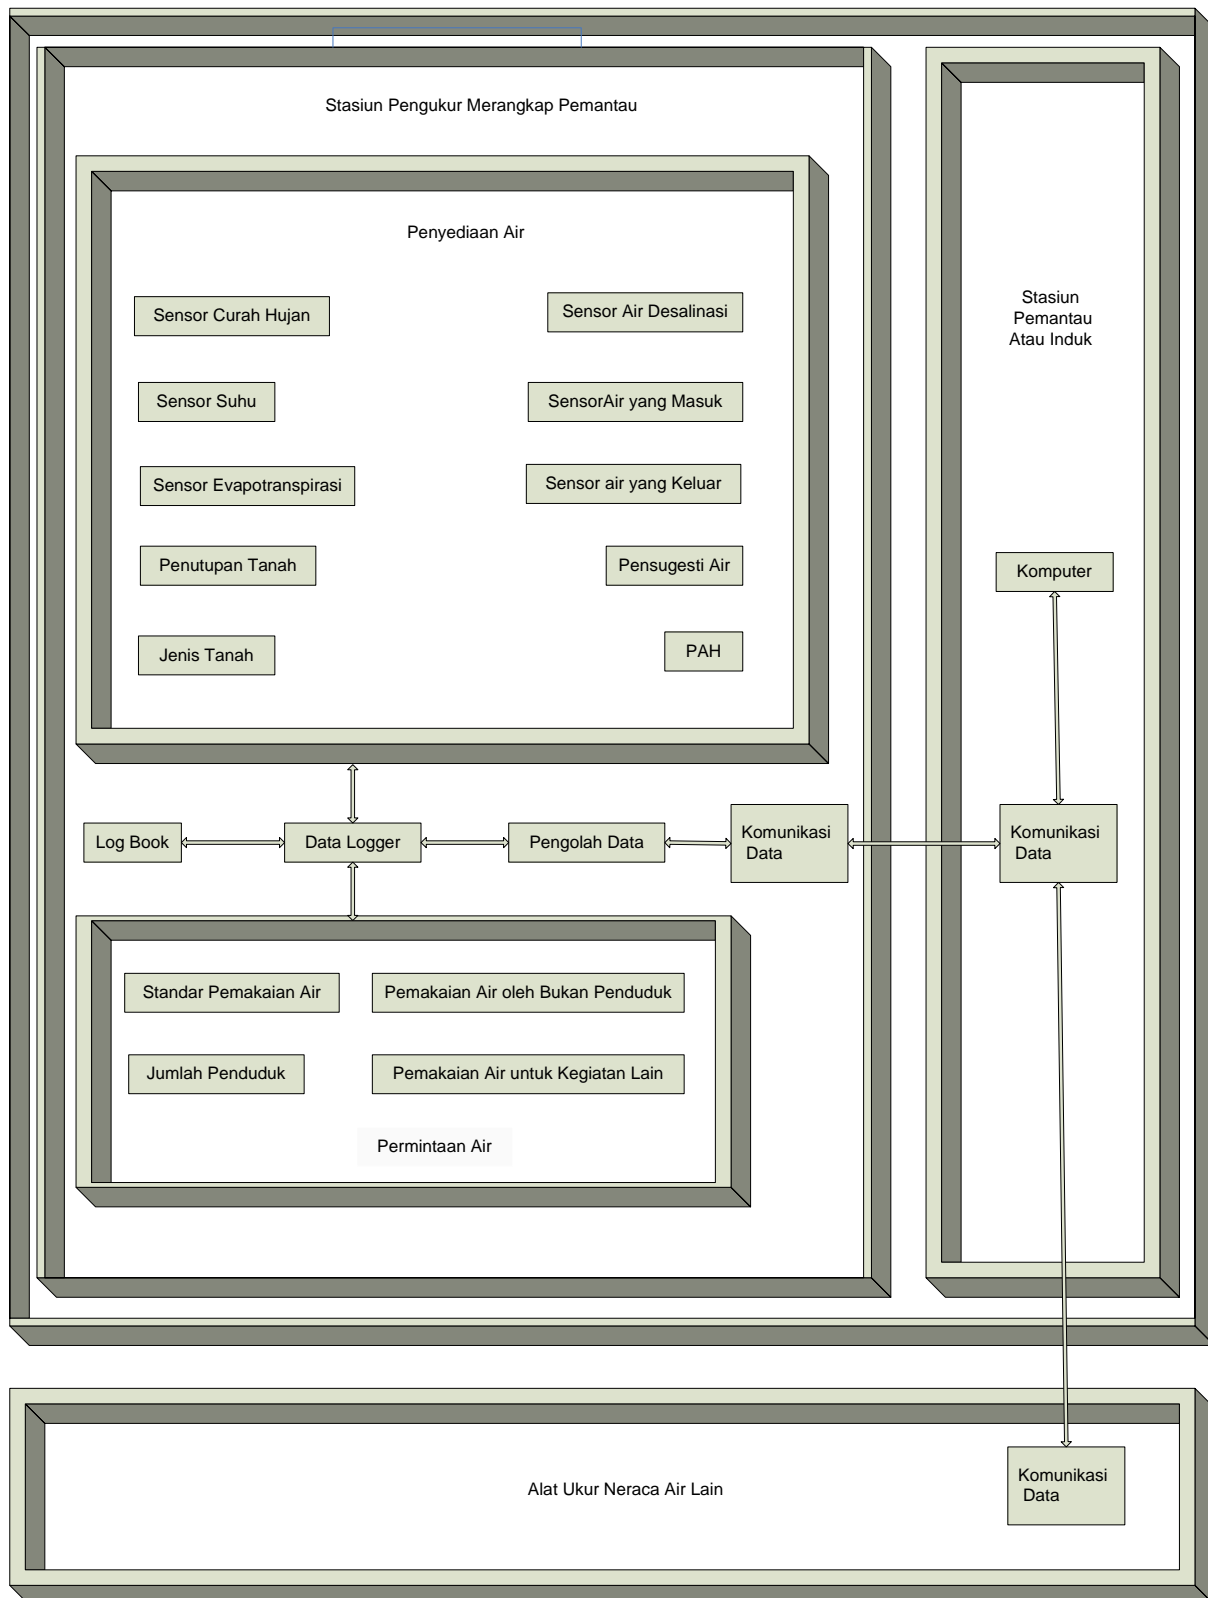 Stasiun Pengukur Merangkap Pemantau
Penyediaan Air
Sensor Curah Hujan
Sensor Air Desalinasi
Sensor Suhu
SensorAir yang Masuk
Sensor Evapotranspirasi
Sensor air yang Keluar
Penutupan Tanah
Pensugesti Air
Jenis Tanah
PAH
Log Book
Data Logger
Pengolah Data
Komunikasi
Data
Standar Pemakaian Air
Pemakaian Air oleh Bukan Penduduk
Jumlah Penduduk
Pemakaian Air untuk Kegiatan Lain
Permintaan Air
Stasiun
Pemantau
Atau Induk
Komputer
Komunikasi
Data
Alat Ukur Neraca Air Lain
Komunikasi
Data